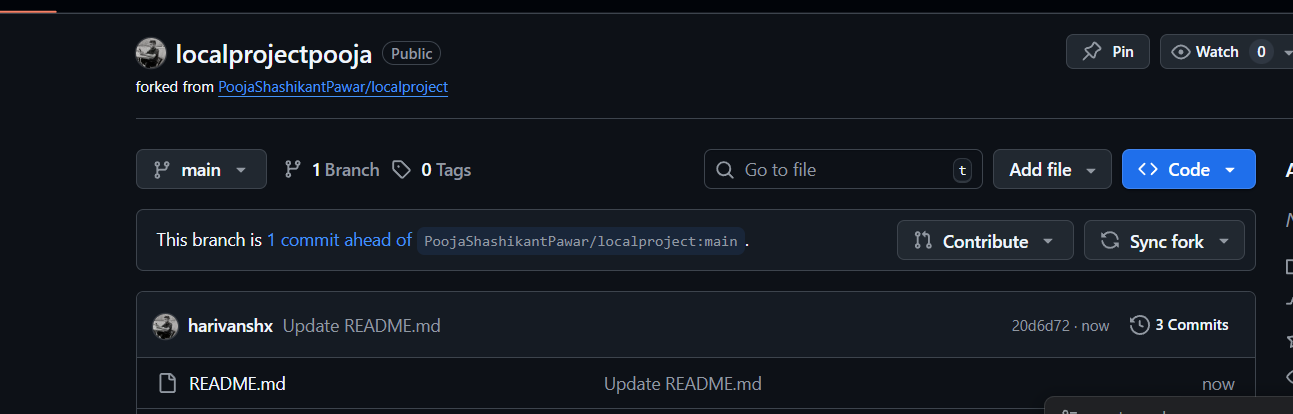 localprojectpooja Public Pin Watch 0
forked from PoojaShashikantPawar/localproject
main 1 Branch 0 Tags Go to file t Add file Code
This branch is 1 commit ahead of PoojaShashikantPawar/localproject:main. Contribute Sync fork
harivanshx Update README.md 20d6d72 · now 3 Commits
README.md Update README.md now